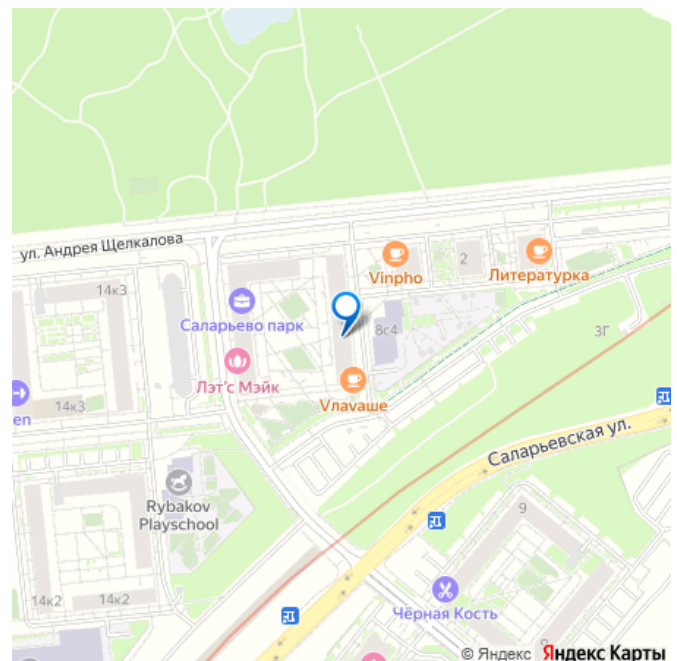 ул. Андрея Щелкалова
Vinpho
2
Литературка
14к3
Саларьево парк
8с4
3Г
Лэт'с Мэйк
Vлаvаше
14к3
en
Саларьевская ул.
Rybakov
Playschool
9
14к2
14к2
Чёрная Кость
© Яндекс Яндекс Карты